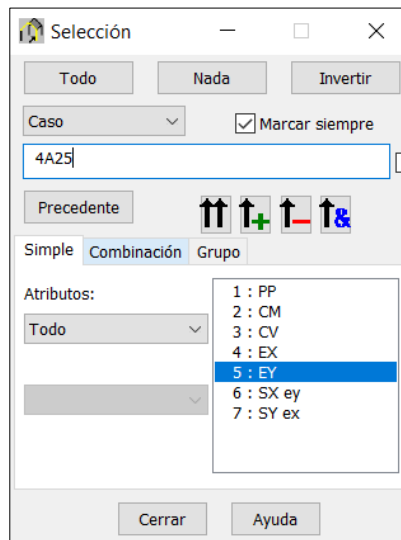 Selección
Todo Nada Invertir
Caso Marcar siempre
4A25
Precedente
Simple Combinación Grupo
Atributos:
Todo
1 : PP
2 : CM
3 : CV
4 : EX
5 : EY
6 : SX ey
7 : SY ex
Cerrar Ayuda